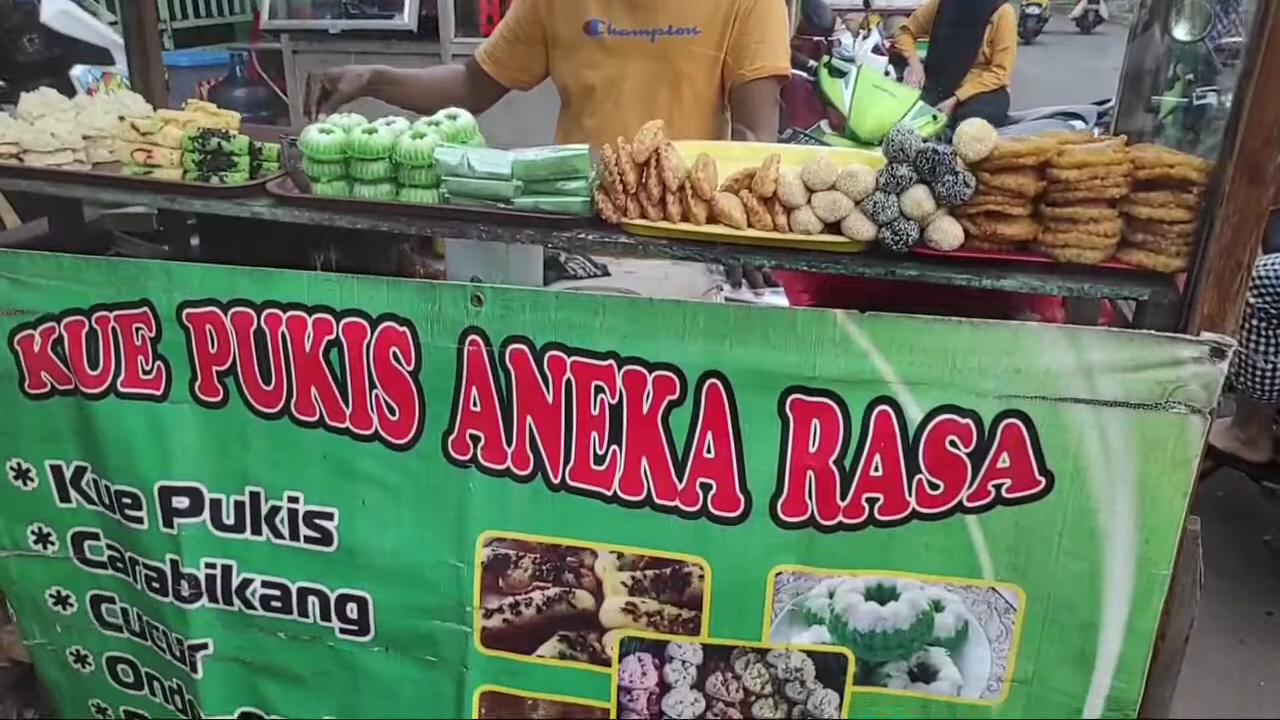 Champion
KUE PUKIS ANEKA RASA
* Kue Pukis
* Carabikang
* Cucur